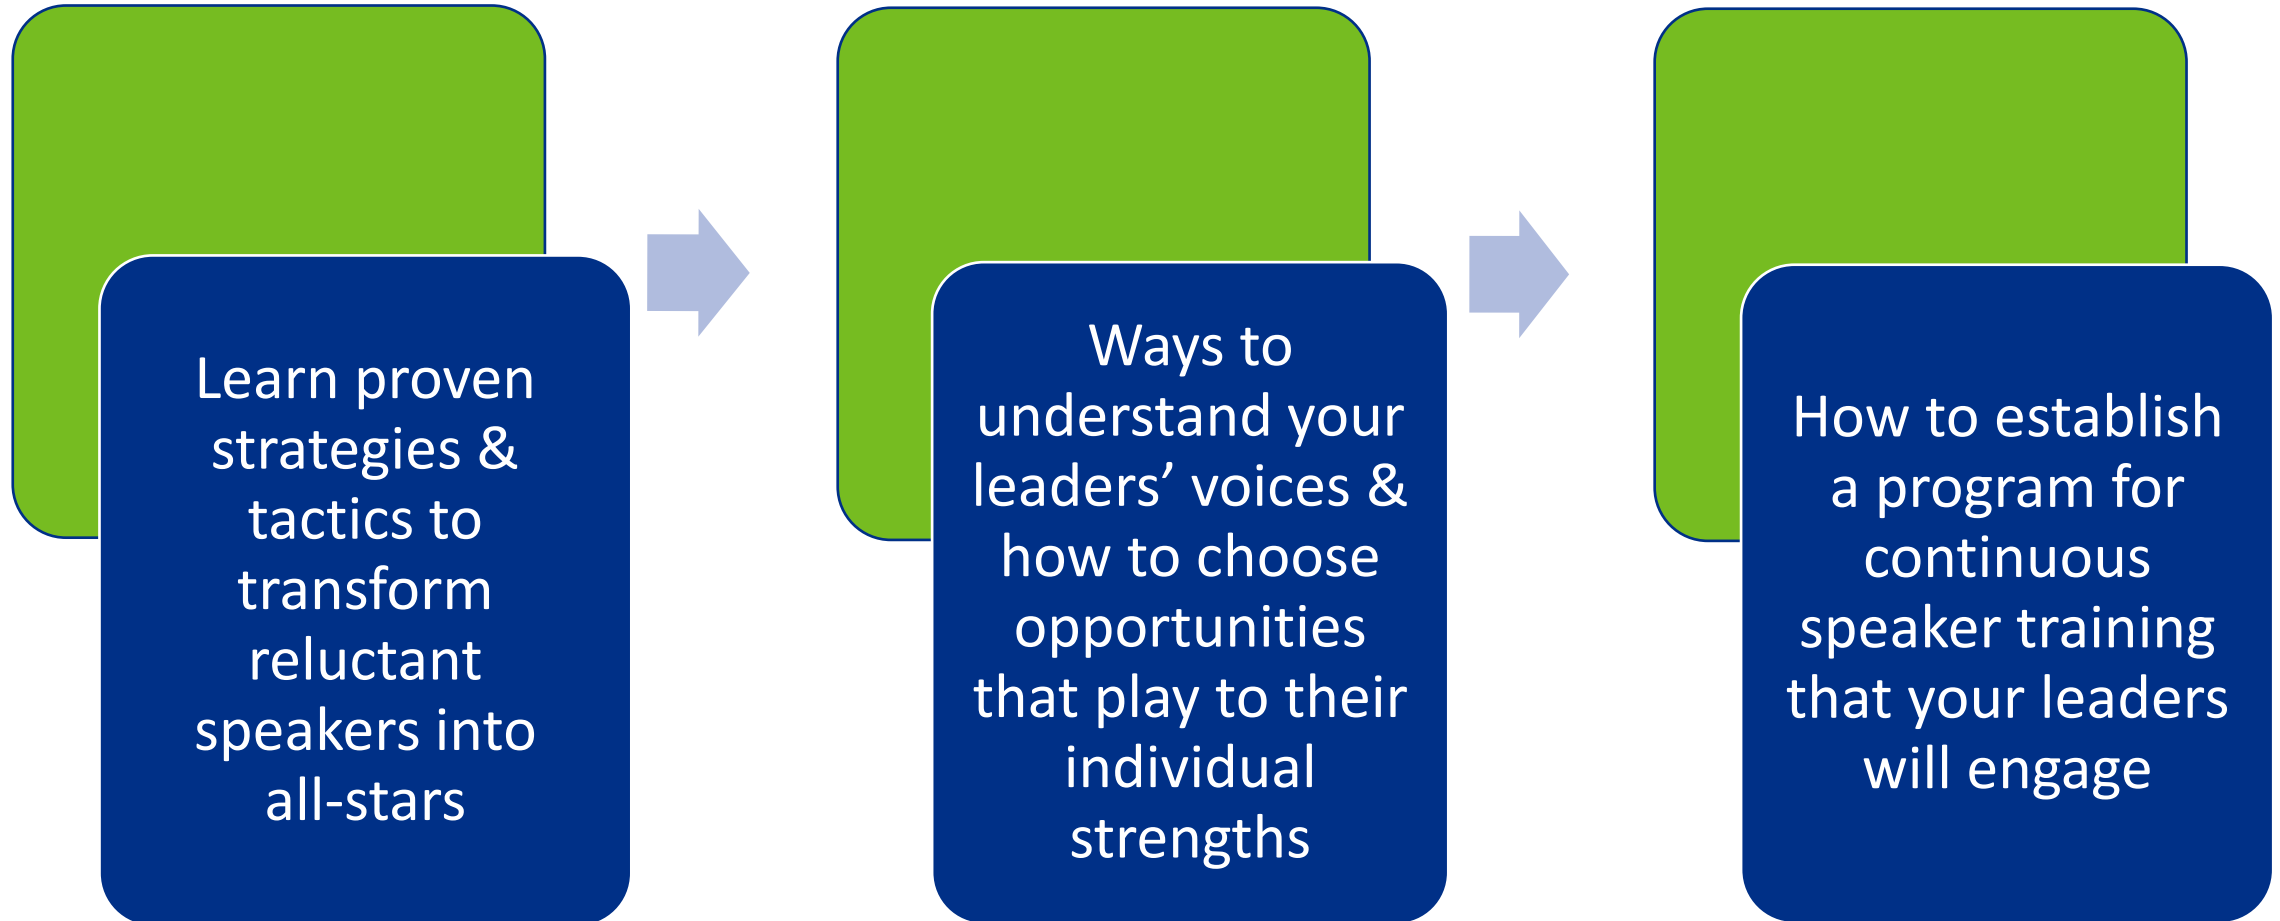 Learn proven
strategies &
tactics to
transform
reluctant
speakers into
all-stars
Ways to
understand your
leaders’ voices &
how to choose
opportunities
that play to their
individual
strengths
How to establish
a program for
continuous
speaker training
that your leaders
will engage